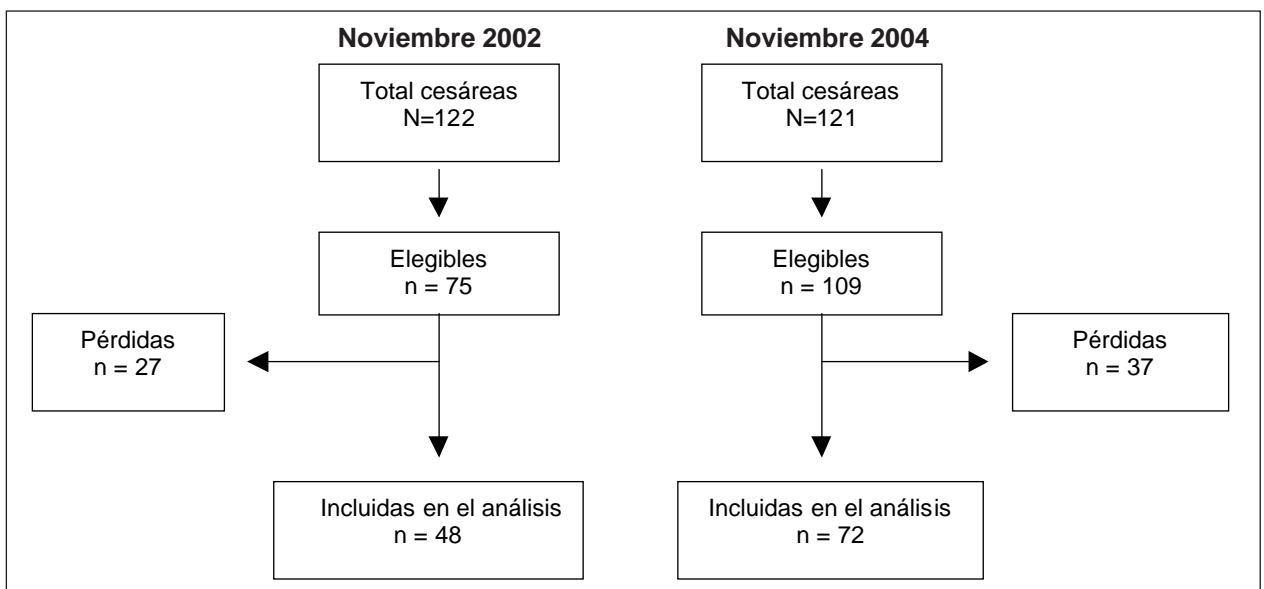 Noviembre 2002
Total cesáreas
N=122
Elegibles
n = 75
Pérdidas
n = 27
Incluidas en el análisis
n = 48
Noviembre 2004
Total cesáreas
N=121
Elegibles
n = 109
Pérdidas
n = 37
Incluidas en el análisis
n = 72